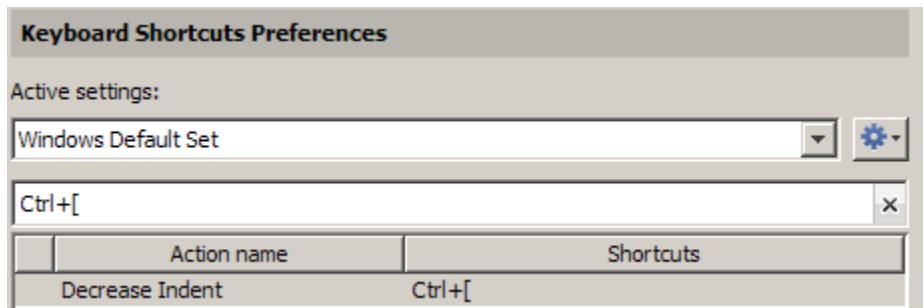 Keyboard Shortcuts Preferences
Active settings:
Windows Default Set
Ctrl+[
Action name Shortcuts
Decrease Indent Ctrl+[